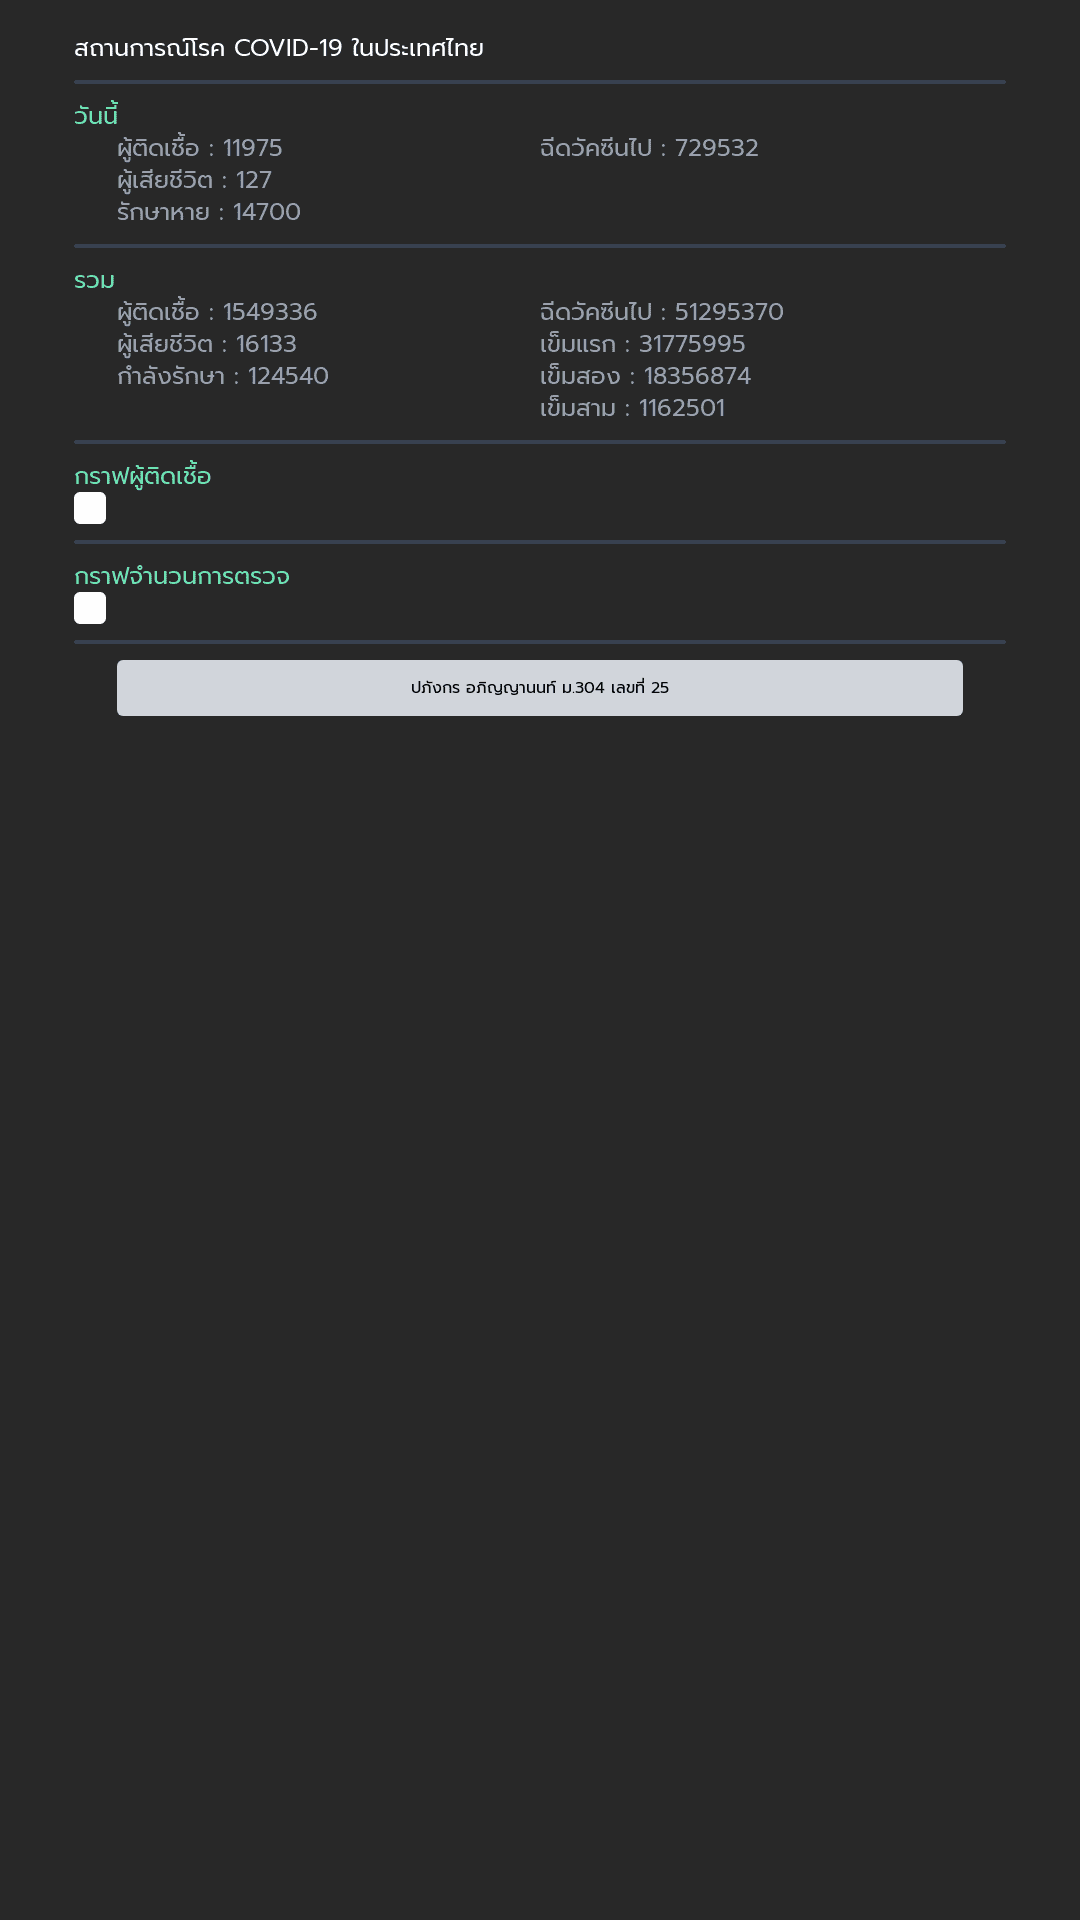 สถานการณ์โรค COVID-19 ในประเทศไทย
วันนี้
ผู้ติดเชื้อ : 11975
ผู้เสียชีวิต : 127
รักษาหาย : 14700
ฉีดวัคซีนไป : 729532
รวม
ผู้ติดเชื้อ : 1549336
ผู้เสียชีวิต : 16133
กำลังรักษา : 124540
ฉีดวัคซีนไป : 51295370
เข็มแรก : 31775995
เข็มสอง : 18356874
เข็มสาม : 1162501
กราฟผู้ติดเชื้อ
กราฟจำนวนการตรวจ
ปภังกร อภิญญานนท์ ม.304 เลขที่ 25